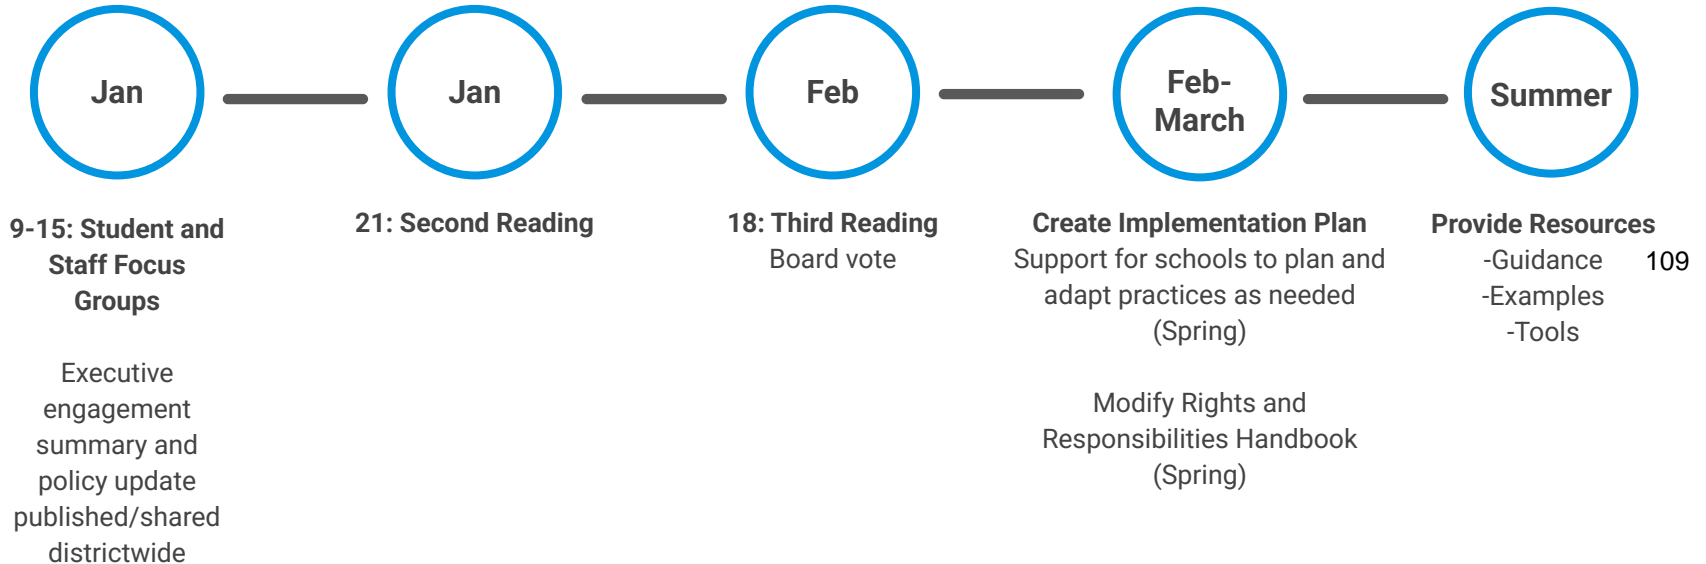 Jan
9-15: Student and
Staff Focus
Groups
Executive
engagement
summary and
policy update
published/shared
districtwide
Jan
21: Second Reading
Feb
18: Third Reading
Board vote
Feb-
March
Create Implementation Plan
Support for schools to plan and
adapt practices as needed
(Spring)
Modify Rights and
Responsibilities Handbook
(Spring)
Summer
Provide Resources
-Guidance
-Examples
-Tools
109